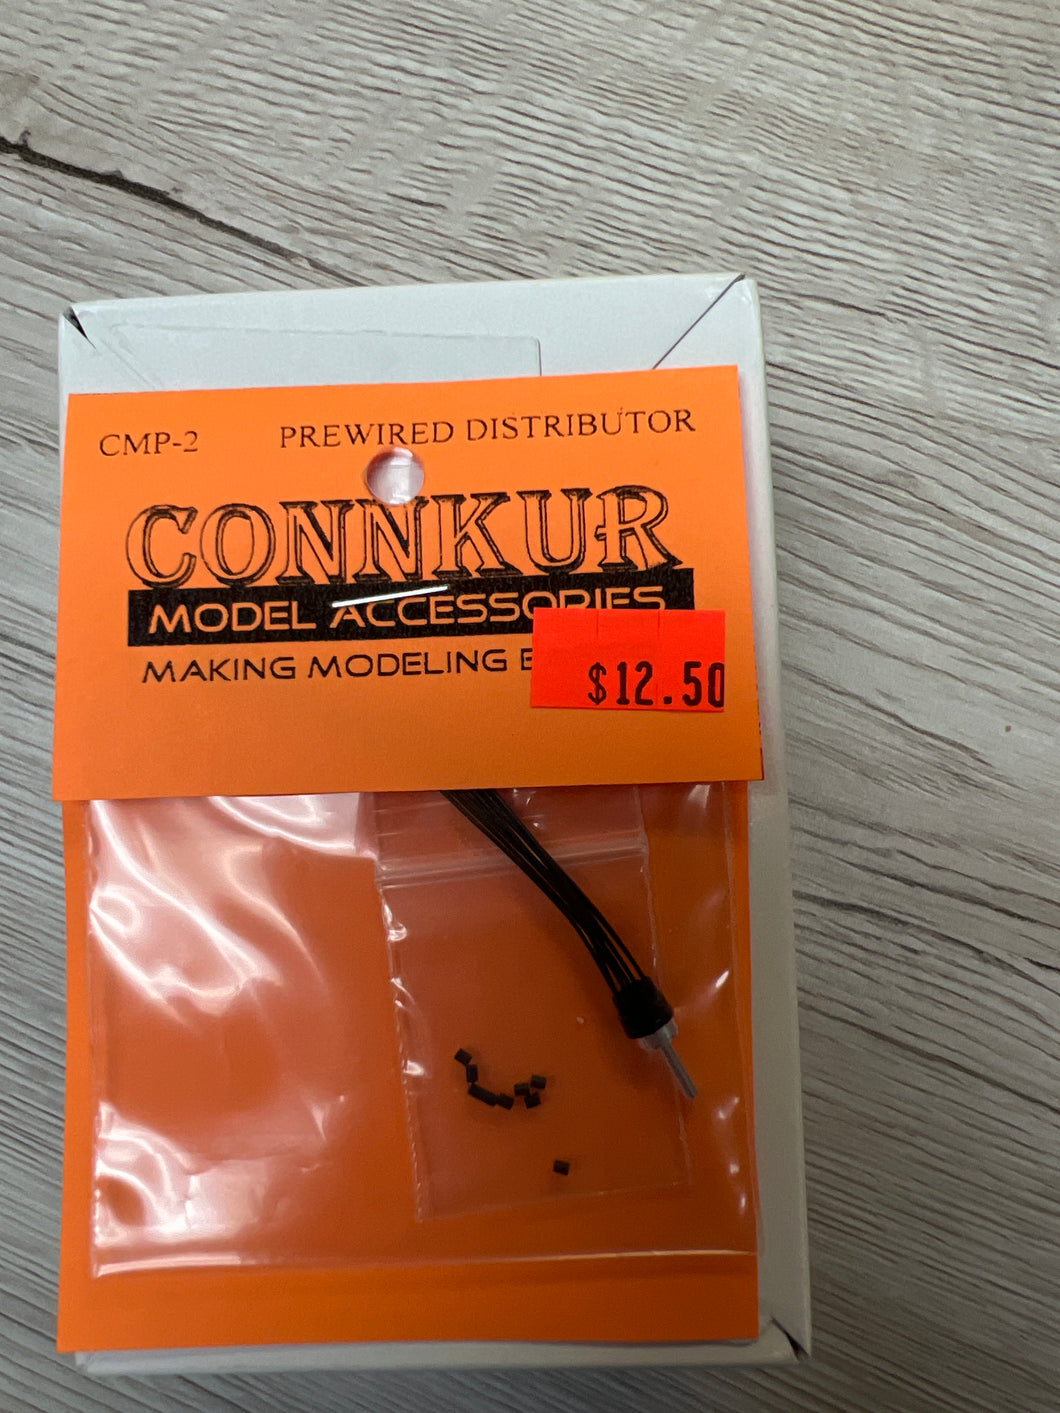 CMP-2 PREWIRED DISTRIBUTOR
CONNKUR
MODEL ACCESSORIES
MAKING MODELING
$12.50